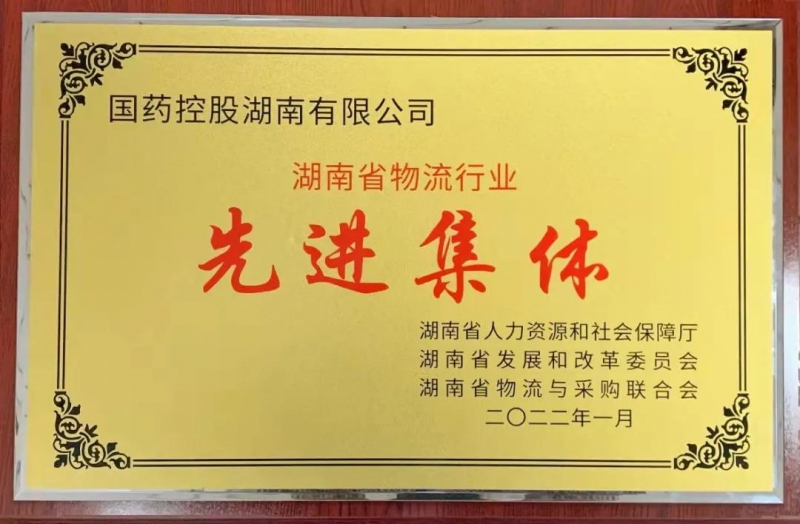 国药控股湖南有限公司
湖南省物流行业
先进集体
湖南省人力资源和社会保障厅
湖南省发展和改革委员会
湖南省物流与采购联合会
二〇二二年一月